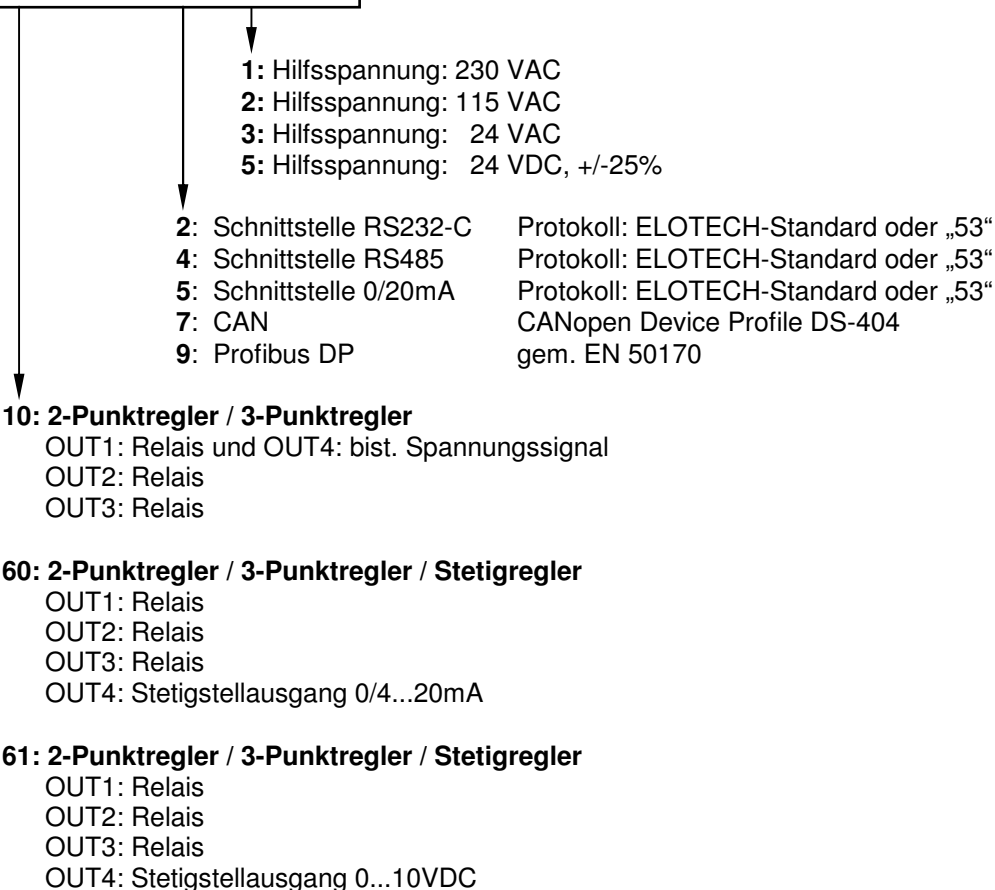 1: Hilfsspannung: 230 VAC
2: Hilfsspannung: 115 VAC
3: Hilfsspannung: 24 VAC
5: Hilfsspannung: 24 VDC, +/-25%
2: Schnittstelle RS232-C Protokoll: ELOTECH-Standard oder „53“
4: Schnittstelle RS485 Protokoll: ELOTECH-Standard oder „53“
5: Schnittstelle 0/20mA Protokoll: ELOTECH-Standard oder „53“
7: CAN CANopen Device Profile DS-404
9: Profibus DP gem. EN 50170
10: 2-Punktregler / 3-Punktregler
OUT1: Relais und OUT4: bist. Spannungssignal
OUT2: Relais
OUT3: Relais
60: 2-Punktregler / 3-Punktregler / Stetigregler
OUT1: Relais
OUT2: Relais
OUT3: Relais
OUT4: Stetigstellausgang 0/4...20mA
61: 2-Punktregler / 3-Punktregler / Stetigregler
OUT1: Relais
OUT2: Relais
OUT3: Relais
OUT4: Stetigstellausgang 0...10VDC